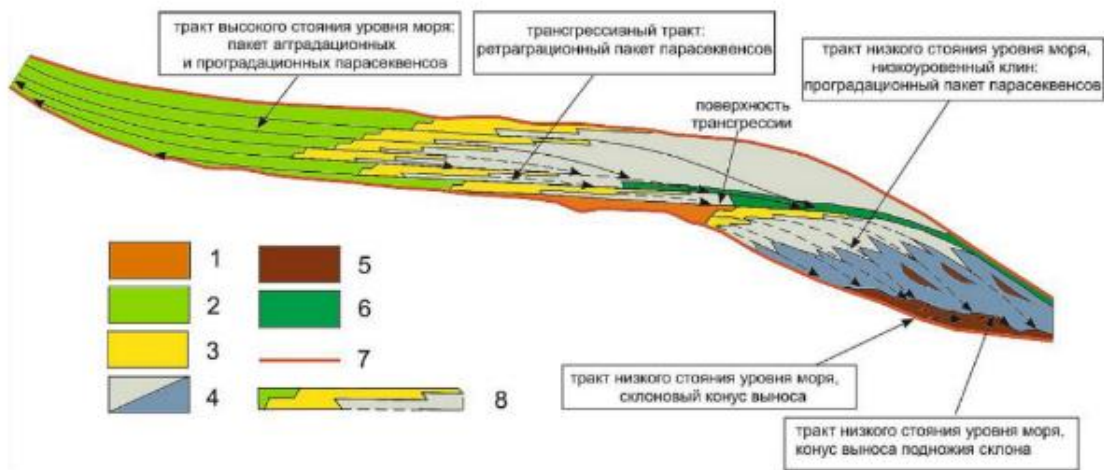 тракт высокого стояния уровня моря:
пакет аградационных
и проградационных парасеквенсов
трансгрессивный тракт:
ретраграционный пакет парасеквенсов
тракт низкого стояния уровня моря,
низкоуровенный клин:
проградационный пакет парасеквенсов
поверхность
трансгрессии
1
2
3
4
5
6
7
8
тракт низкого стояния уровня моря,
склоновый конус выноса
тракт низкого стояния уровня моря,
конус выноса подножия склона